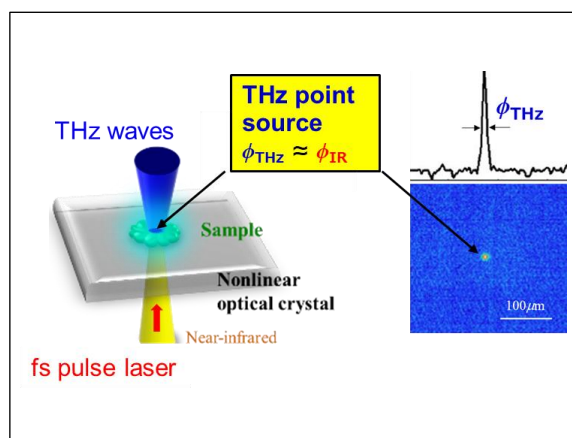 THz waves
THz point
source
ϕTHz ≈ ϕIR
ϕTHz
Sample
Nonlinear
optical crystal
Near-infrared
fs pulse laser
100μm